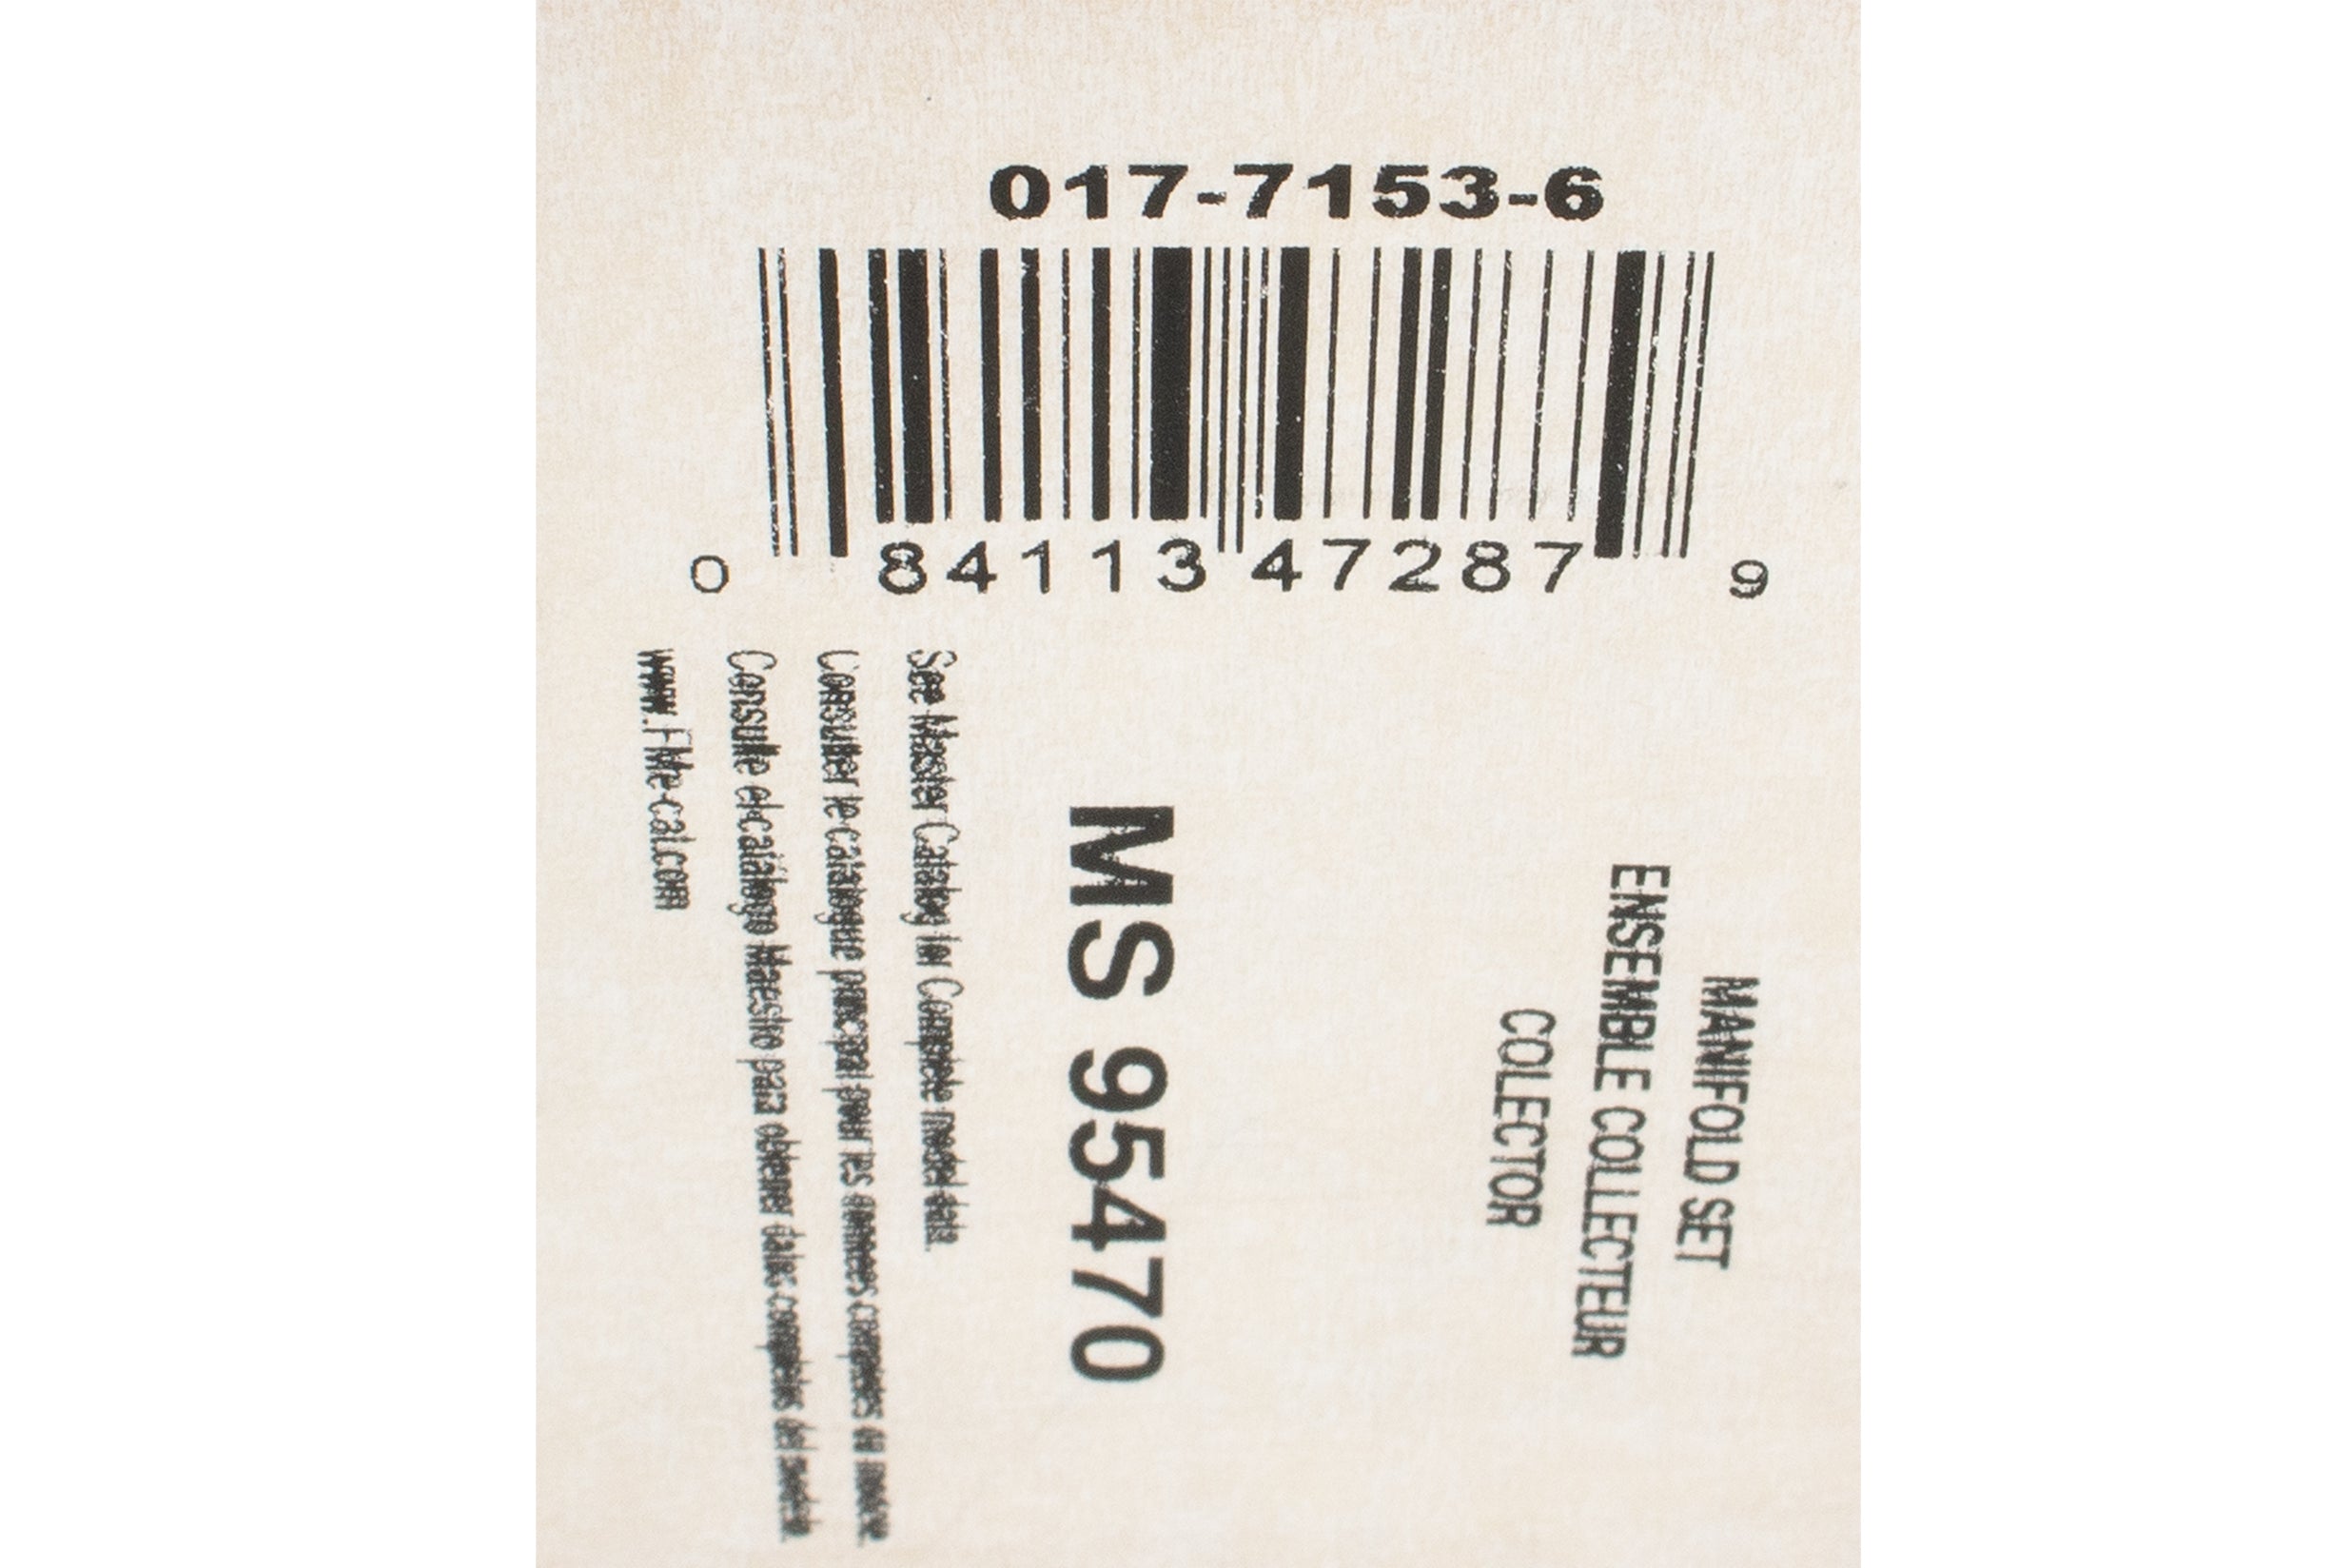 017-7153-6
0 84113 47287 9
MANIFOLD SET
ENSEMBLE COLLECTEUR
COLECTOR
MS 95470
See Master Catalog for Complete model data.
Consulter le catalogue principal pour les données complètes du modèle.
Consulte el catálogo Maestro para obtener datos completos del modelo.
www.FMe-cat.com